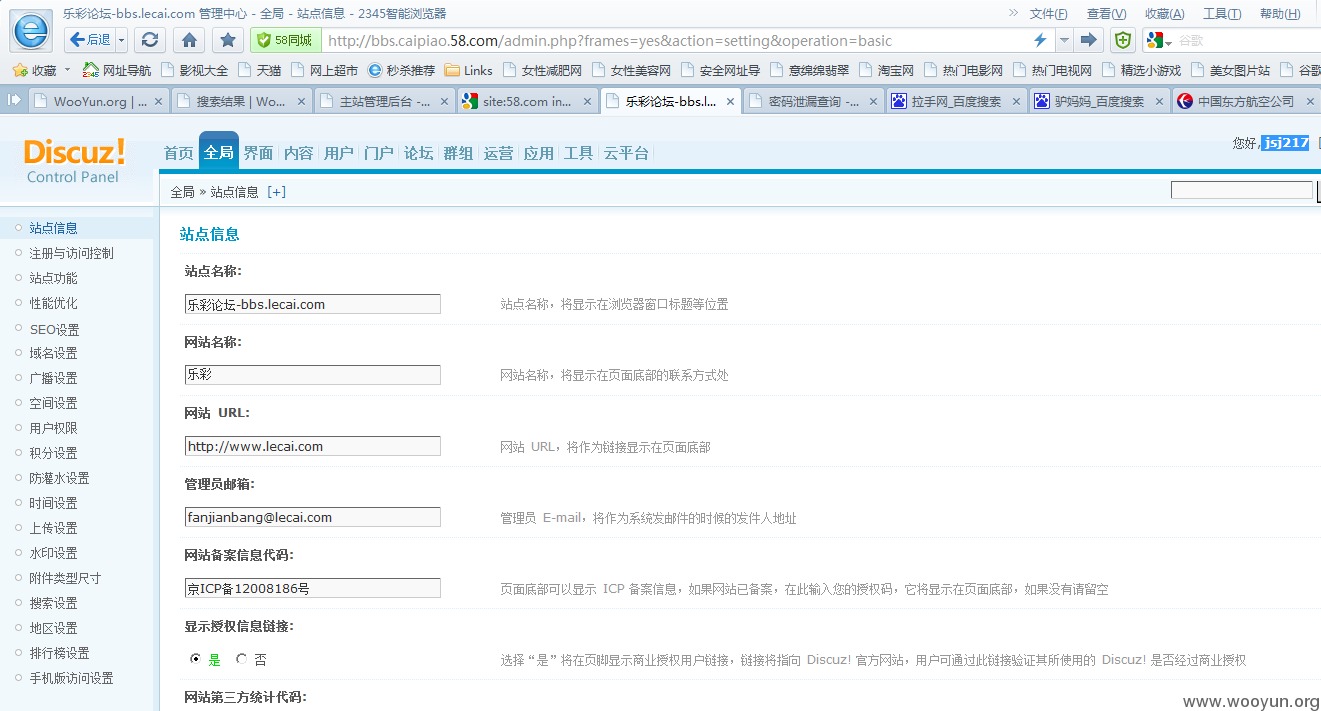 乐彩论坛-bbs.lecai.com 管理中心 - 全局 - 站点信息 - 2345智能浏览器
» 文件(F) 查看(V) 收藏(A) 工具(T) 帮助(H)
后退 58同城 http://bbs.caipiao.58.com/admin.php?frames=yes&action=setting&operation=basic 谷歌
收藏 网址导航 影视大全 天猫 网上超市 秒杀推荐 Links 女性减肥网 女性美容网 安全网址导 意绵绵翡翠 淘宝网 热门电影网 热门电视网 精选小游戏 美女图片站 谷歌
WooYun.org | ... 搜索结果 | Wo... 主站管理后台 -... site:58.com in... 乐彩论坛-bbs.l... 密码泄漏查询 -... 拉手网_百度搜索 驴妈妈_百度搜索 中国东方航空公司
Discuz!
Control Panel
首页 全局 界面 内容 用户 门户 论坛 群组 运营 应用 工具 云平台
您好, jsj217 [
全局 » 站点信息 [+]
站点信息
注册与访问控制
站点功能
性能优化
SEO设置
域名设置
广播设置
空间设置
用户权限
积分设置
防灌水设置
时间设置
上传设置
水印设置
附件类型尺寸
搜索设置
地区设置
排行榜设置
手机版访问设置
站点信息
站点名称:
乐彩论坛-bbs.lecai.com 站点名称，将显示在浏览器窗口标题等位置
网站名称:
乐彩 网站名称，将显示在页面底部的联系方式处
网站 URL:
http://www.lecai.com 网站 URL，将作为链接显示在页面底部
管理员邮箱:
fanjianbang@lecai.com 管理员 E-mail，将作为系统发邮件的时候的发件人地址
网站备案信息代码:
京ICP备12008186号 页面底部可以显示 ICP 备案信息，如果网站已备案，在此输入您的授权码，它将显示在页面底部，如果没有请留空
显示授权信息链接:
是 否 选择“是”将在页脚显示商业授权用户链接，链接将指向 Discuz! 官方网站，用户可通过此链接验证其所使用的 Discuz! 是否经过商业授权
网站第三方统计代码:
www.wooyun.org